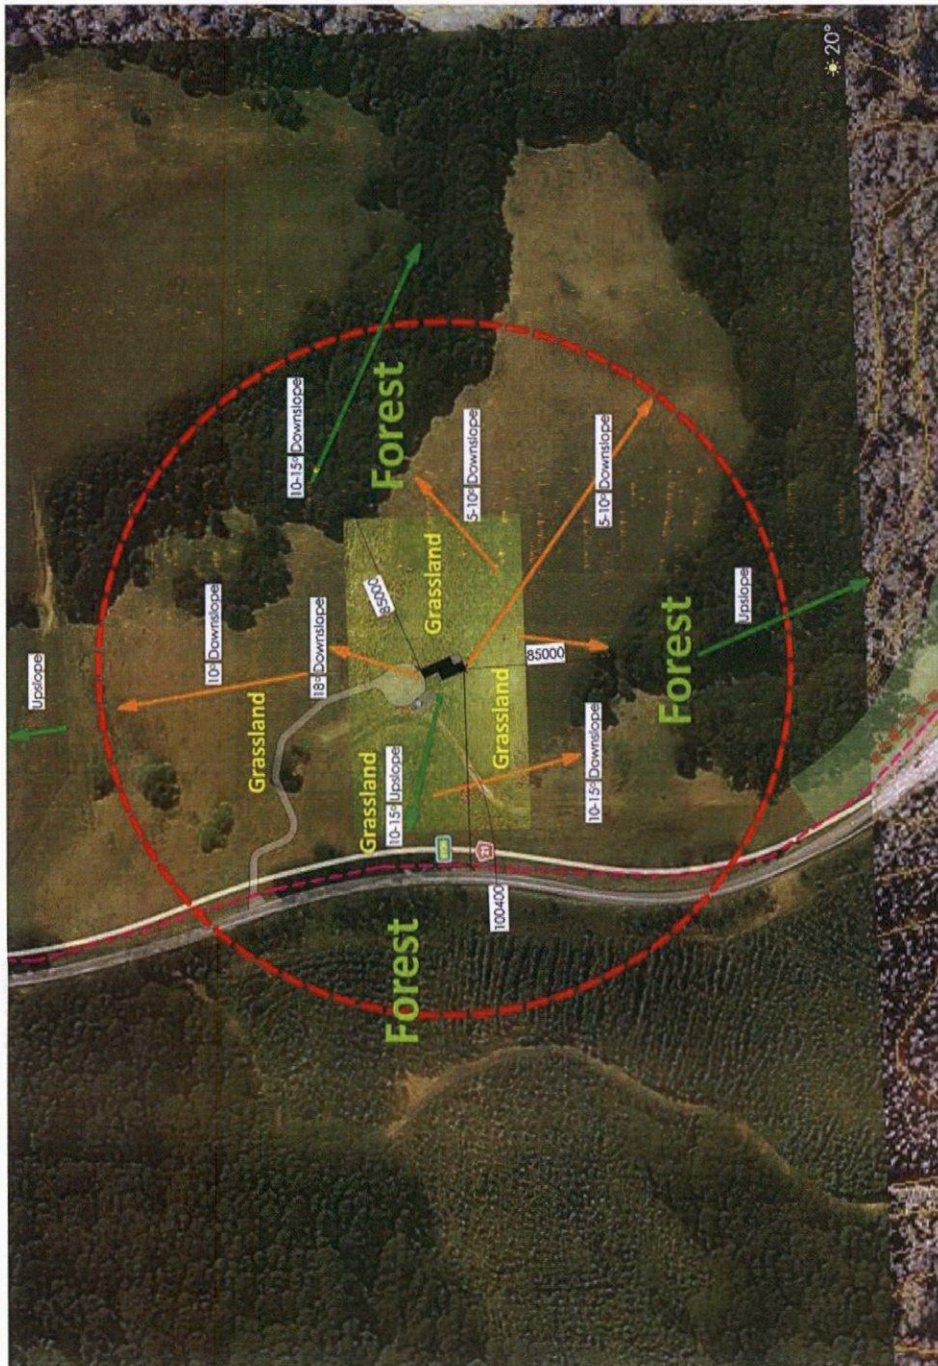 Upslope
10° Downslope
Grassland
10-15° Downslope
18° Downslope
Grassland
10-15° Upslope
Forest
Forest
Grassland
5-10° Downslope
100400
Grassland
85000
10-15° Downslope
5-10° Downslope
Forest
Upslope
20°